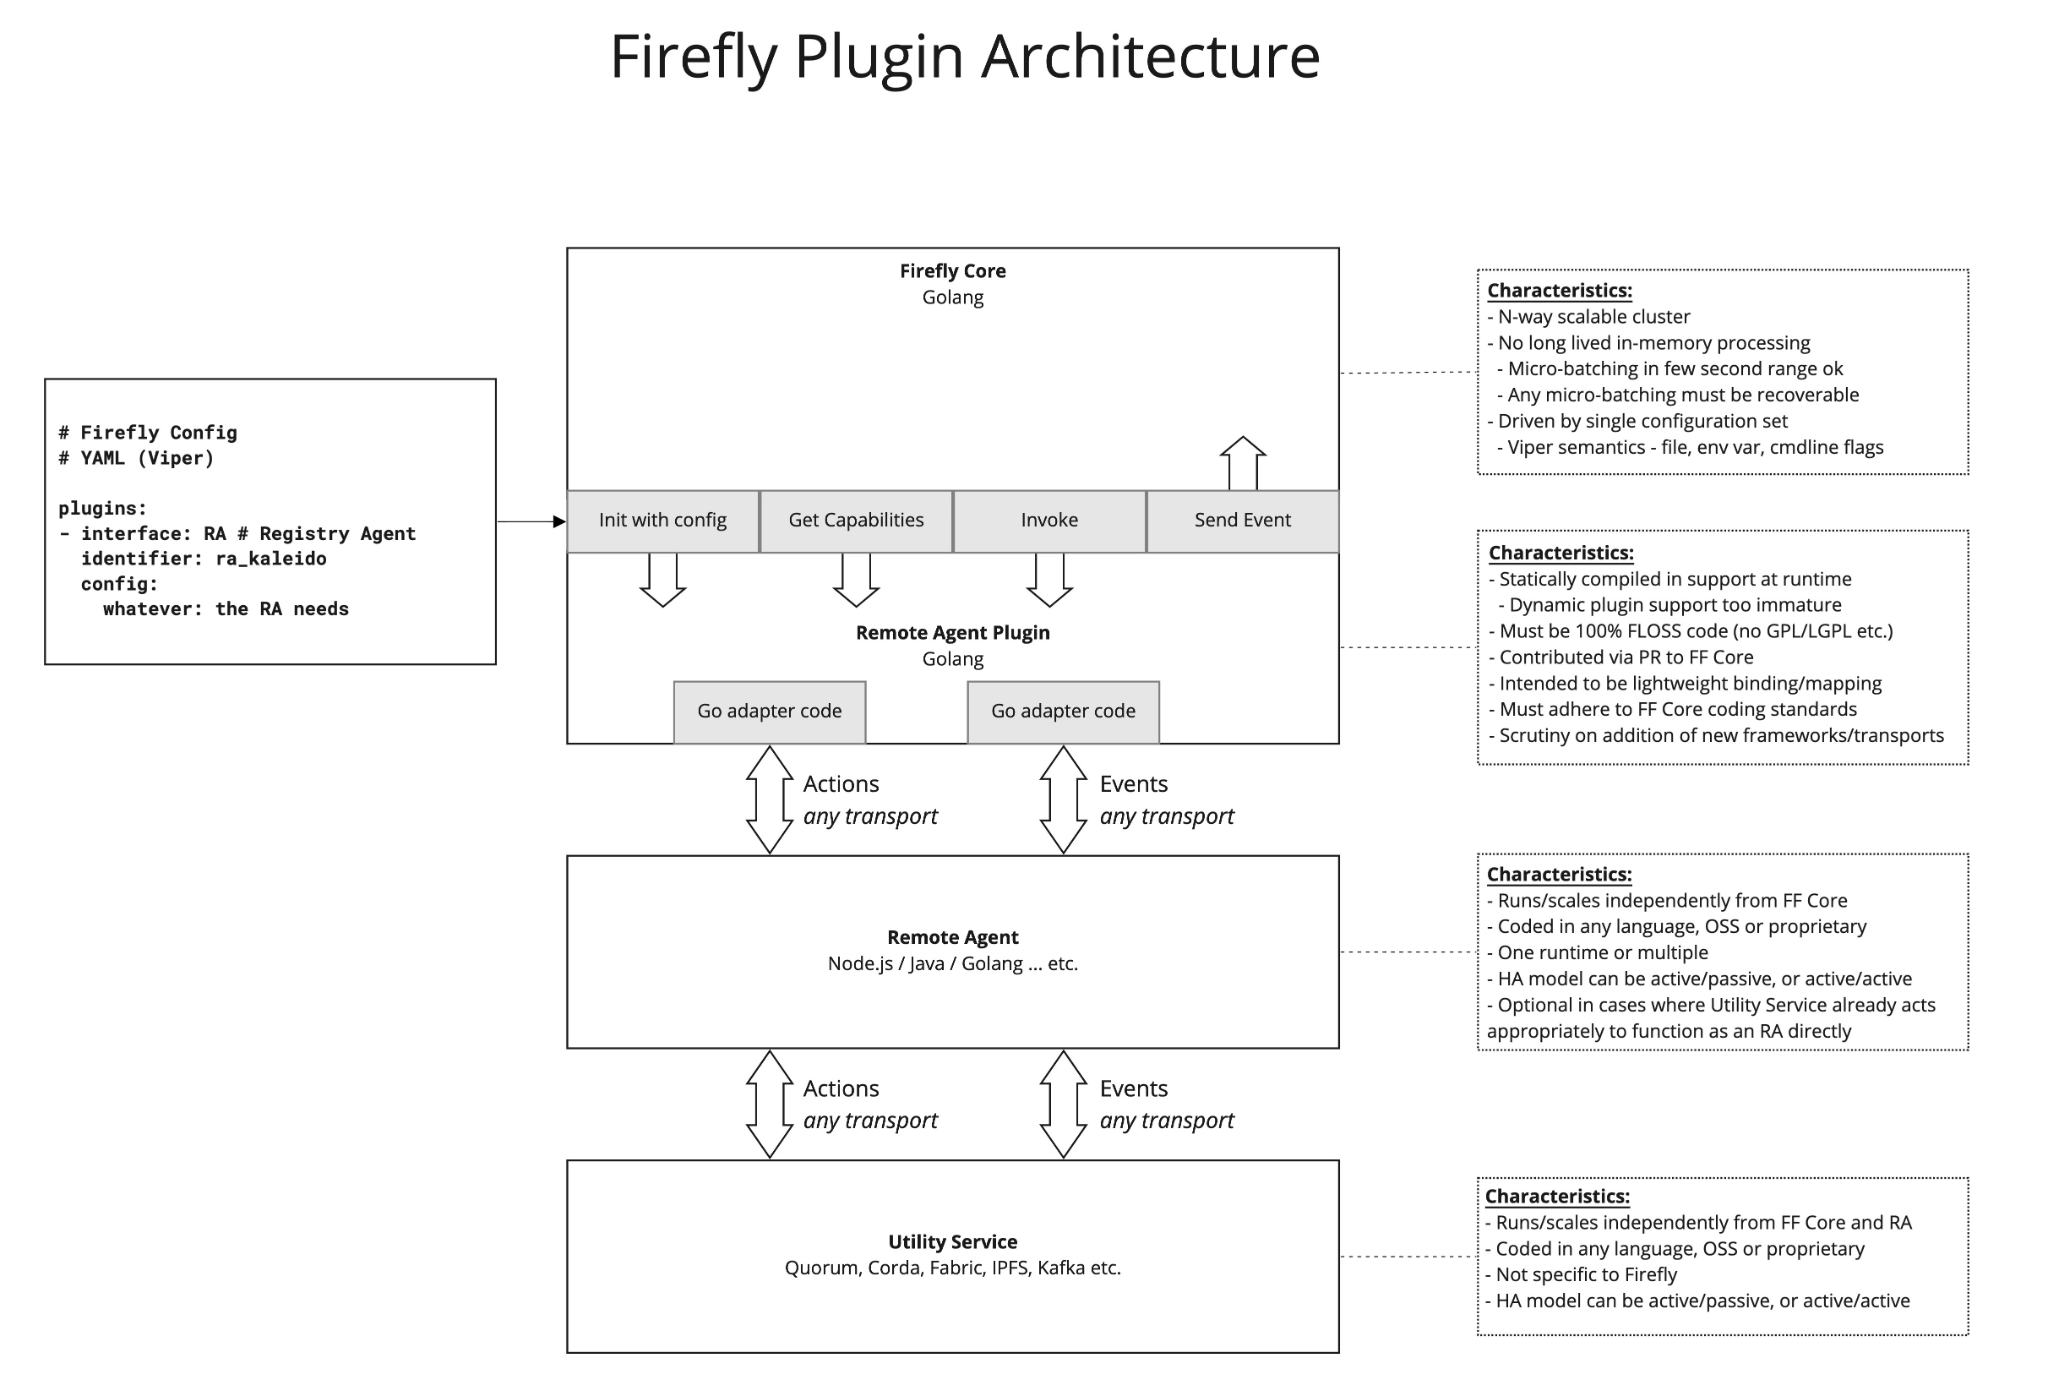 Firefly Plugin Architecture
# Firefly Config
# YAML (Viper)
plugins:
- interface: RA # Registry Agent
  identifier: ra_kaleido
  config:
    whatever: the RA needs
Firefly Core
Golang
Init with config
Get Capabilities
Invoke
Send Event
Remote Agent Plugin
Golang
Go adapter code
Go adapter code
Actions
any transport
Events
any transport
Remote Agent
Node.js / Java / Golang ... etc.
Actions
any transport
Events
any transport
Utility Service
Quorum, Corda, Fabric, IPFS, Kafka etc.
Characteristics:
- N-way scalable cluster
- No long lived in-memory processing
  - Micro-batching in few second range ok
  - Any micro-batching must be recoverable
- Driven by single configuration set
  - Viper semantics - file, env var, cmdline flags
Characteristics:
- Statically compiled in support at runtime
  - Dynamic plugin support too immature
- Must be 100% FLOSS code (no GPL/LGPL etc.)
- Contributed via PR to FF Core
- Intended to be lightweight binding/mapping
- Must adhere to FF Core coding standards
- Scrutiny on addition of new frameworks/transports
Characteristics:
- Runs/scales independently from FF Core
- Coded in any language, OSS or proprietary
- One runtime or multiple
- HA model can be active/passive, or active/active
- Optional in cases where Utility Service already acts
appropriately to function as an RA directly
Characteristics:
- Runs/scales independently from FF Core and RA
- Coded in any language, OSS or proprietary
- Not specific to Firefly
- HA model can be active/passive, or active/active